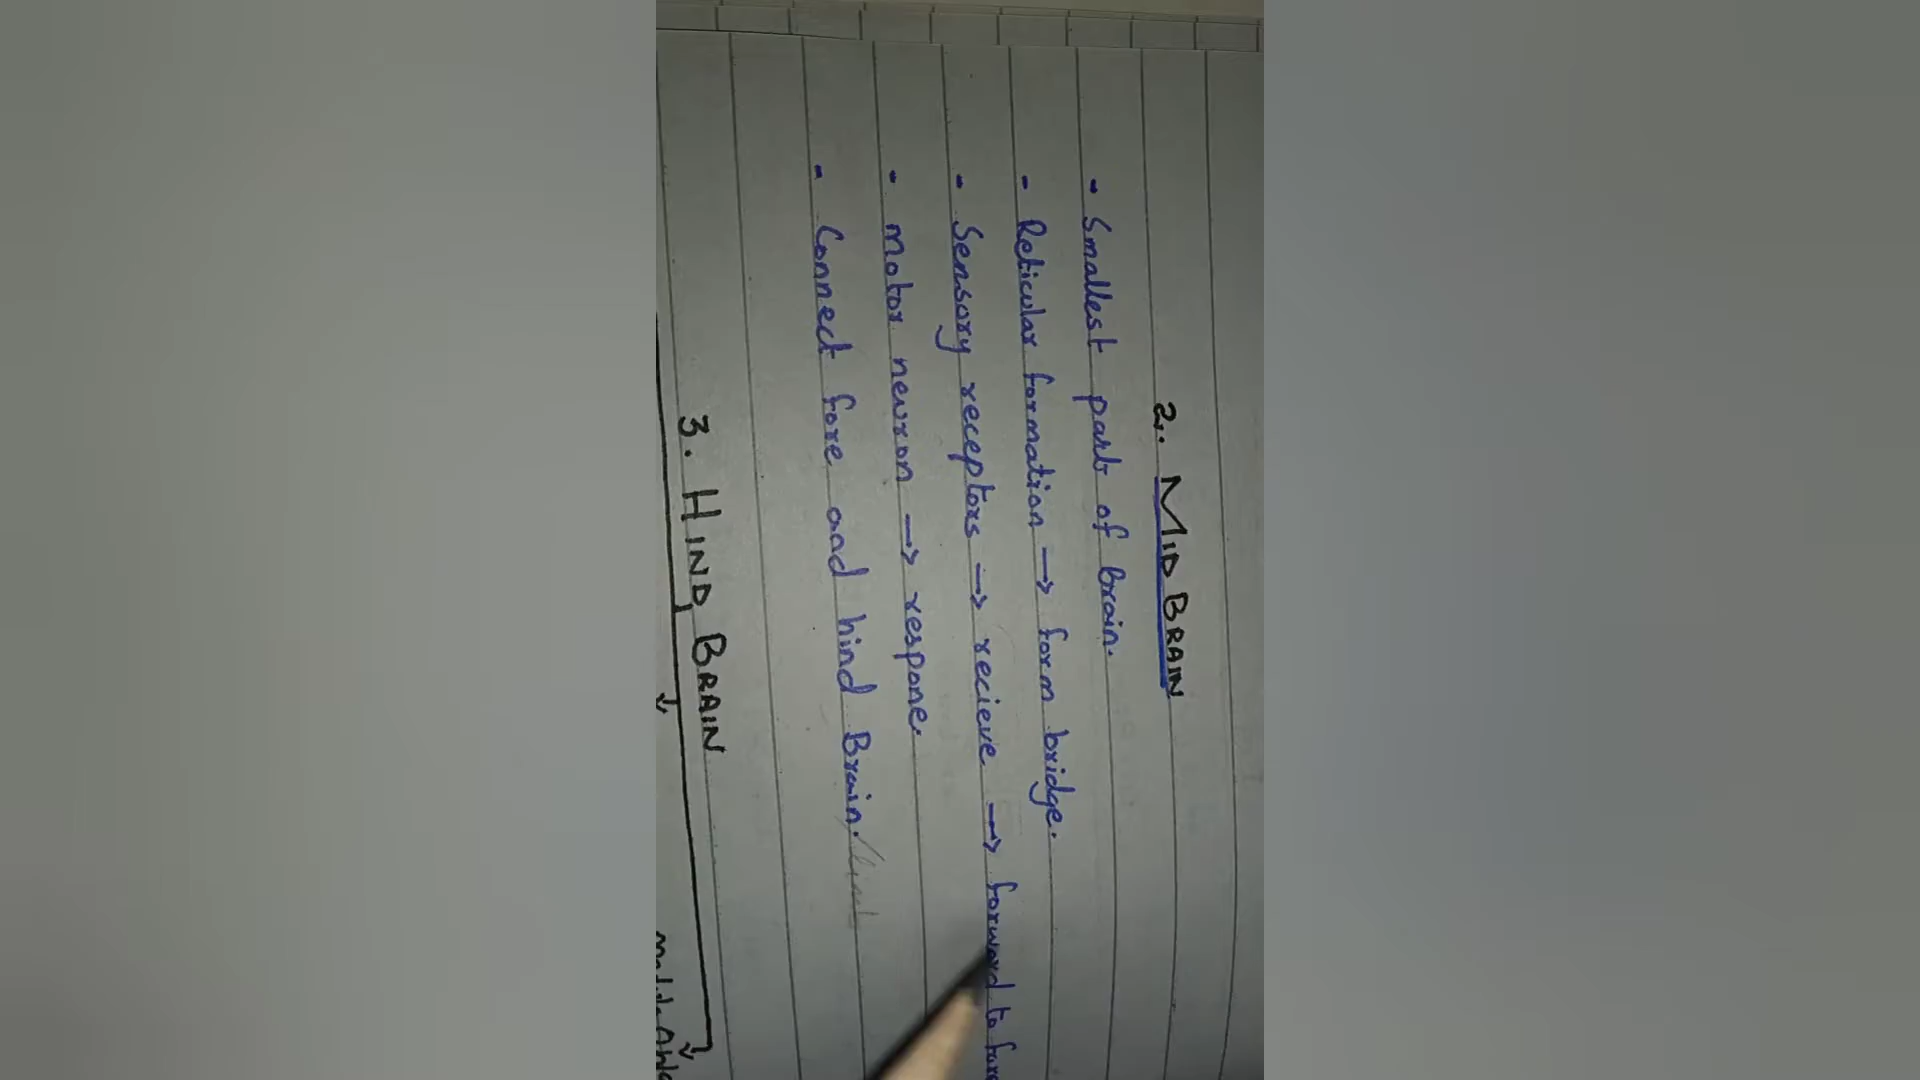 2. MID BRAIN
- Smallest part of Brain.
- Reticular formation → form bridge.
- Sensory receptors → recieve → forward to fore
- Motor neuron → respone.
- Connect fore and hind Brain.
3. HIND BRAIN